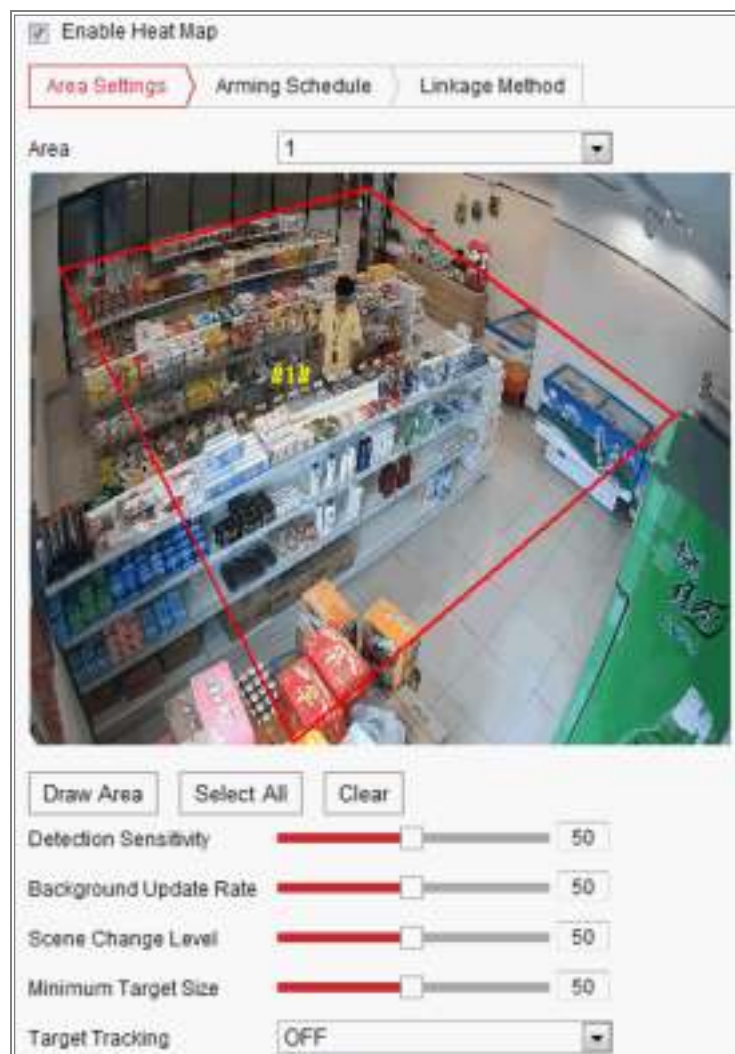 Enable Heat Map
Area Settings
Arming Schedule
Linkage Method
Area
1
#1#
Draw Area
Select All
Clear
Detection Sensitivity
50
Background Update Rate
50
Scene Change Level
50
Minimum Target Size
50
Target Tracking
OFF